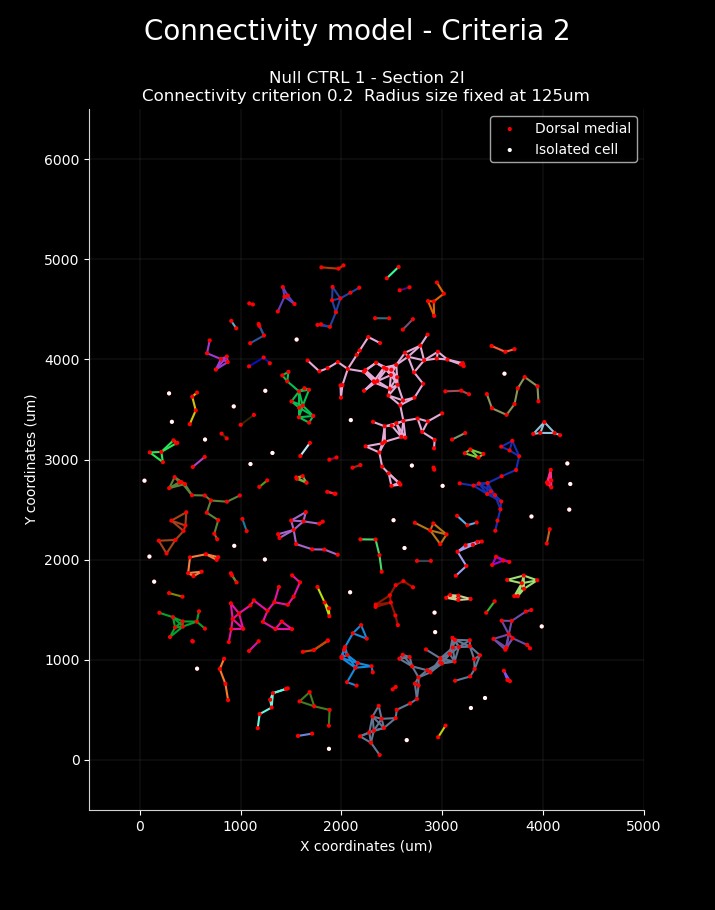 Connectivity model - Criteria 2
Null CTRL 1 - Section 2l
Connectivity criterion 0.2  Radius size fixed at 125um
Dorsal medial
Isolated cell
6000
5000
4000
3000
2000
1000
0
Y coordinates (um)
0 1000 2000 3000 4000 5000
X coordinates (um)